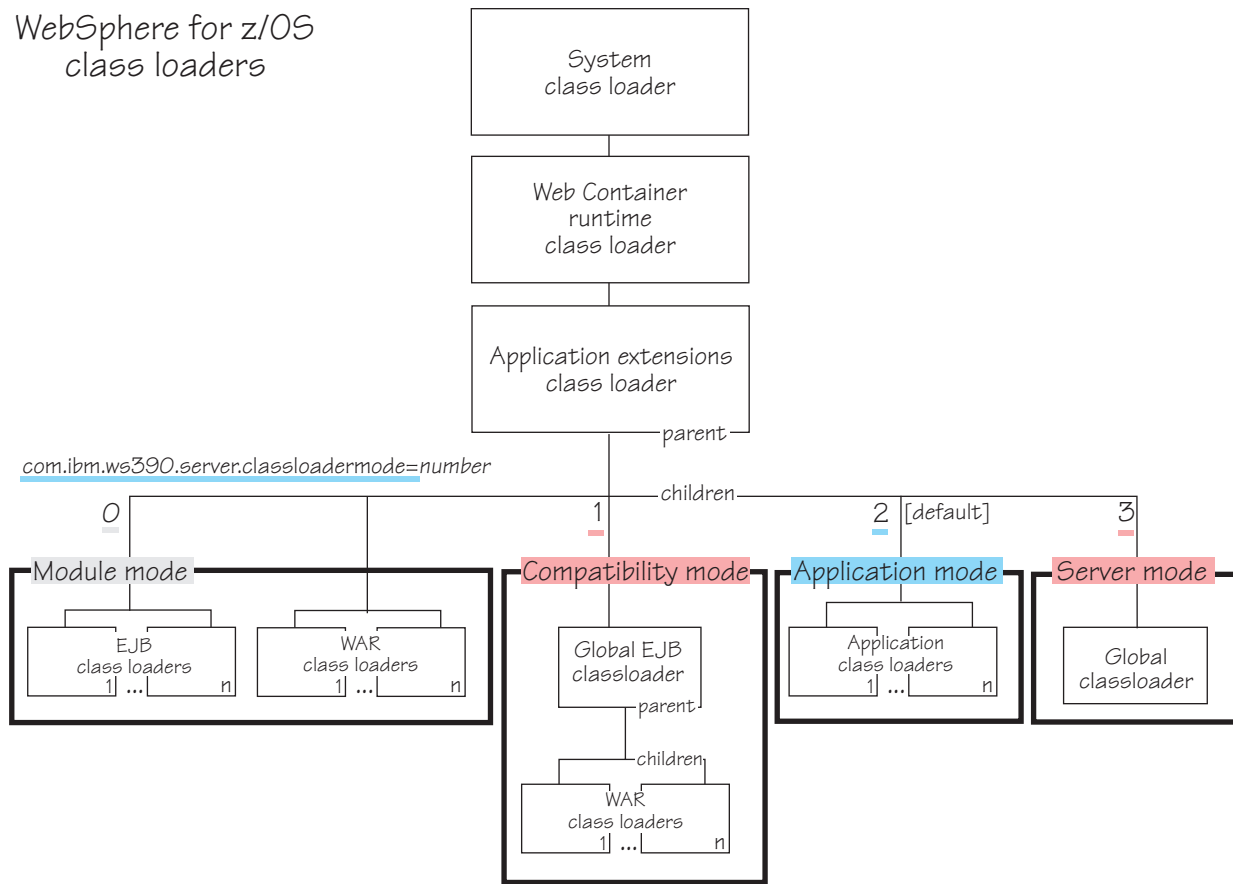 WebSphere for z/OS
class loaders
System
class loader
Web Container
runtime
class loader
Application extensions
class loader
parent
com.ibm.ws390.server.classloadermode=number
children
0
1
2 [default]
3
Module mode
EJB
class loaders
1 ... n
WAR
class loaders
1 ... n
Compatibility mode
Global EJB
classloader
parent
children
WAR
class loaders
1 ... n
Application mode
Application
class loaders
1 ... n
Server mode
Global
classloader